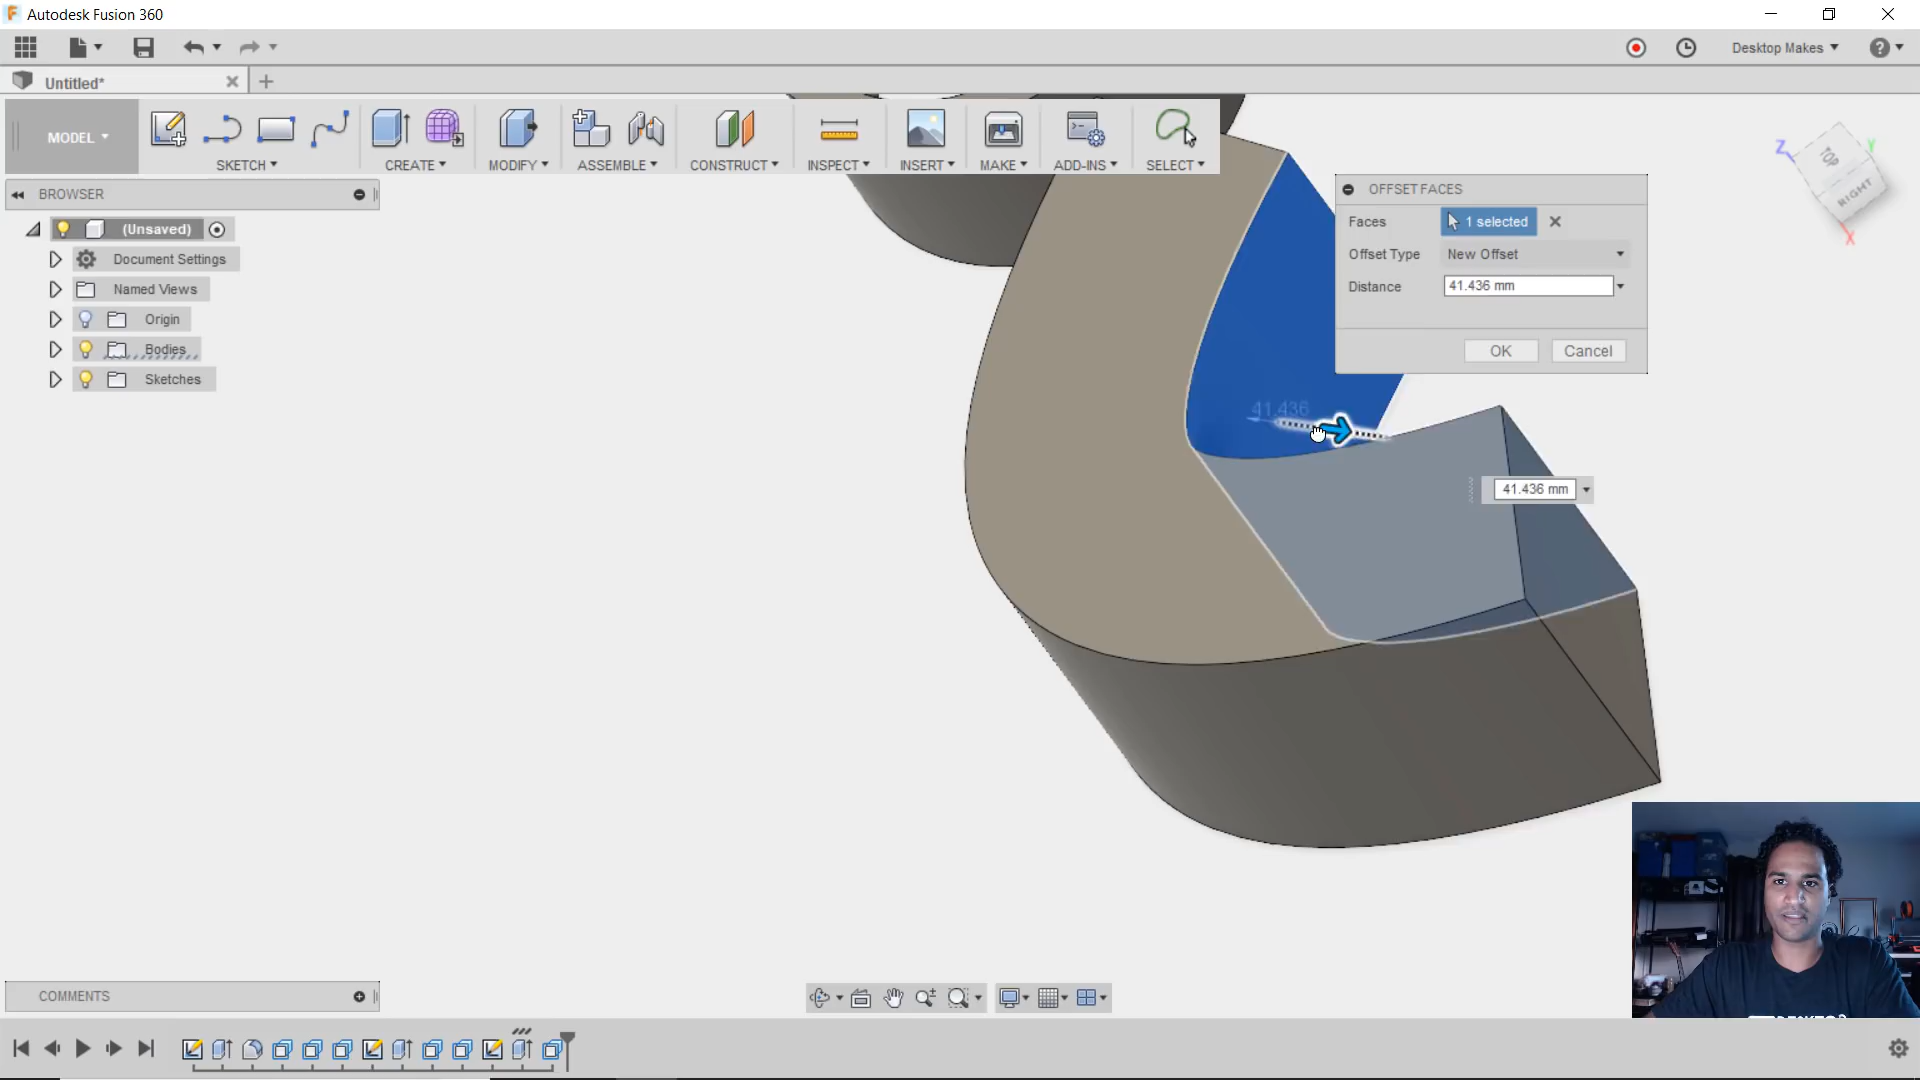 Autodesk Fusion 360
Desktop Makes
Untitled*
MODEL
SKETCH
CREATE
MODIFY
ASSEMBLE
CONSTRUCT
INSPECT
INSERT
MAKE
ADD-INS
SELECT
BROWSER
(Unsaved)
Document Settings
Named Views
Origin
Bodies
Sketches
OFFSET FACES
Faces
1 selected
Offset Type
New Offset
Distance
41.436 mm
OK
Cancel
Z
Y
TOP
RIGHT
X
41.436
41.436 mm
COMMENTS